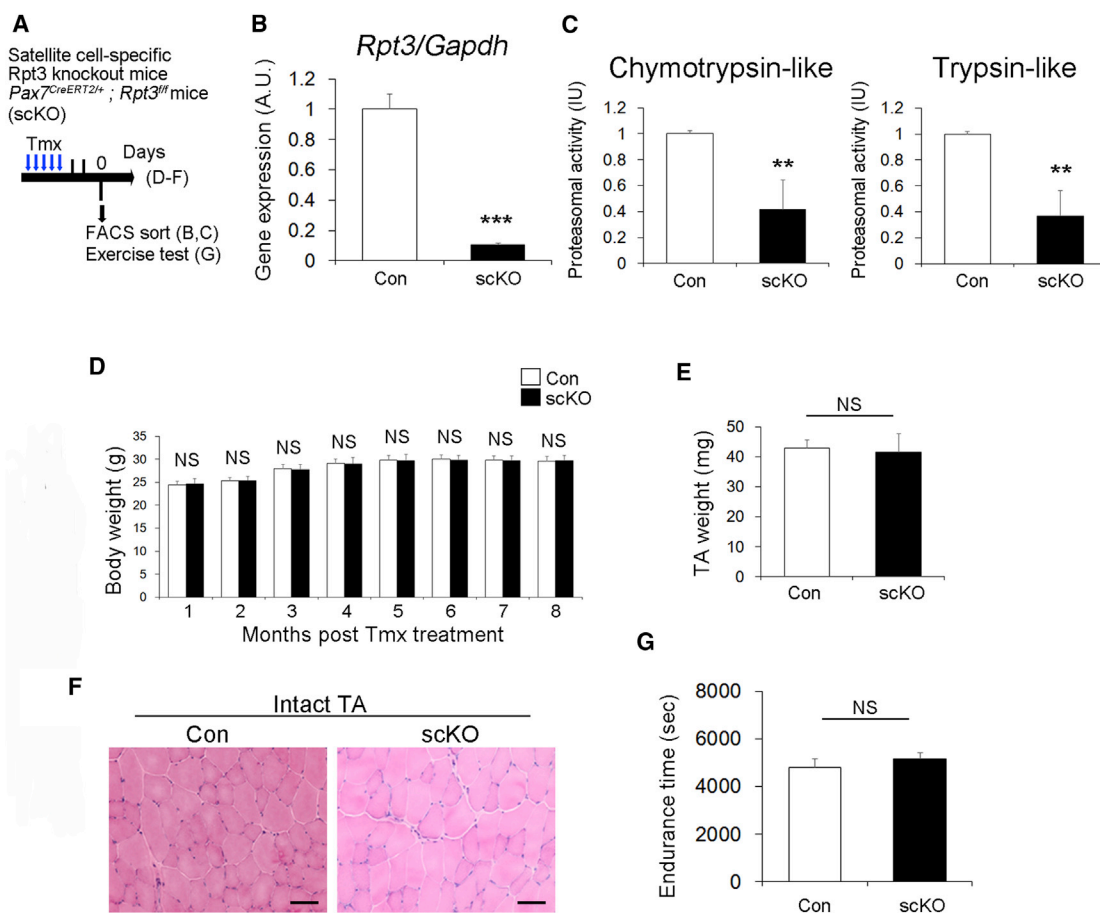 A
Satellite cell-specific
Rpt3 knockout mice
Pax7CreERT2/+ ; Rpt3f/f mice
(scKO)
Tmx
0
Days
(D-F)
FACS sort (B,C)
Exercise test (G)
B
Rpt3/Gapdh
Gene expression (A.U.)
1.2
1
0.8
0.6
0.4
0.2
0
***
Con
scKO
C
Chymotrypsin-like
Proteasomal activity (IU)
1.2
1
0.8
0.6
0.4
0.2
0
**
Con
scKO
Trypsin-like
Proteasomal activity (IU)
1.2
1
0.8
0.6
0.4
0.2
0
**
Con
scKO
D
Con
scKO
Body weight (g)
35
30
25
20
15
10
5
0
NS NS NS NS NS NS NS NS
1 2 3 4 5 6 7 8
Months post Tmx treatment
E
NS
TA weight (mg)
50
40
30
20
10
0
Con
scKO
F
Intact TA
Con
scKO
G
NS
Endurance time (sec)
8000
6000
4000
2000
0
Con
scKO